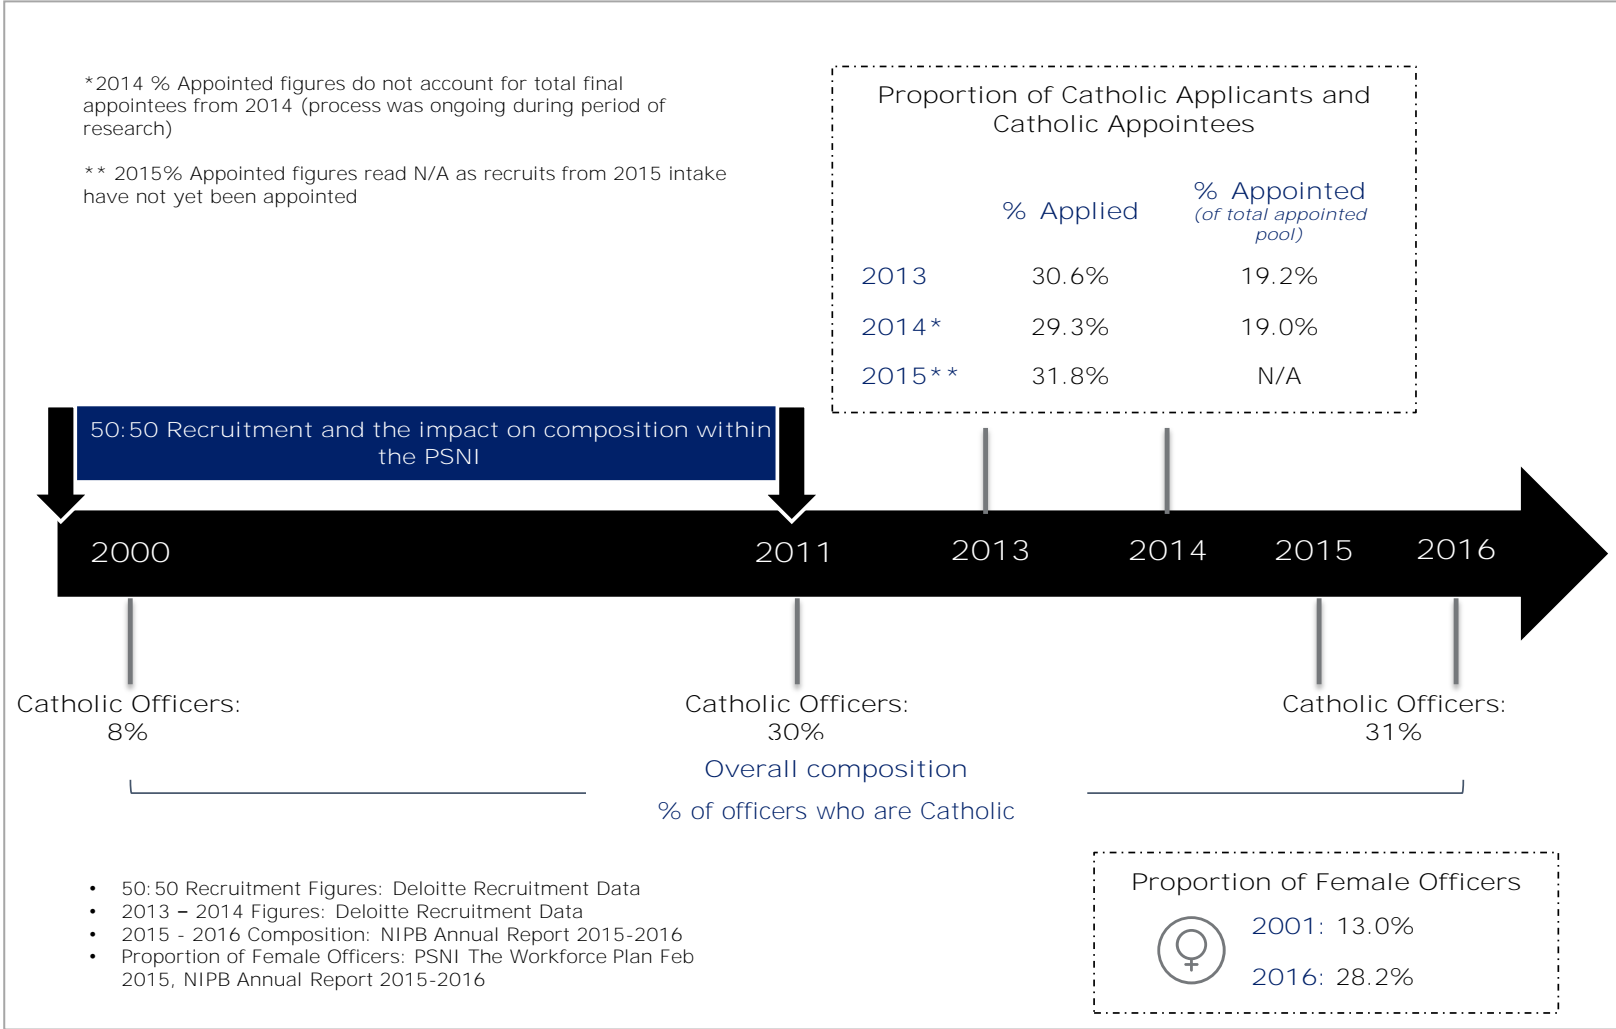 *2014 % Appointed figures do not account for total final
appointees from 2014 (process was ongoing during period of
research)
** 2015% Appointed figures read N/A as recruits from 2015 intake
have not yet been appointed
Proportion of Catholic Applicants and
Catholic Appointees
% Applied
% Appointed
(of total appointed
pool)
2013 30.6% 19.2%
2014* 29.3% 19.0%
2015** 31.8% N/A
50:50 Recruitment and the impact on composition within
the PSNI
2000 2011 2013 2014 2015 2016
Catholic Officers:
8%
Catholic Officers:
30%
Catholic Officers:
31%
Overall composition
% of officers who are Catholic
• 50:50 Recruitment Figures: Deloitte Recruitment Data
• 2013 – 2014 Figures: Deloitte Recruitment Data
• 2015 - 2016 Composition: NIPB Annual Report 2015-2016
• Proportion of Female Officers: PSNI The Workforce Plan Feb
2015, NIPB Annual Report 2015-2016
Proportion of Female Officers
2001: 13.0%
2016: 28.2%